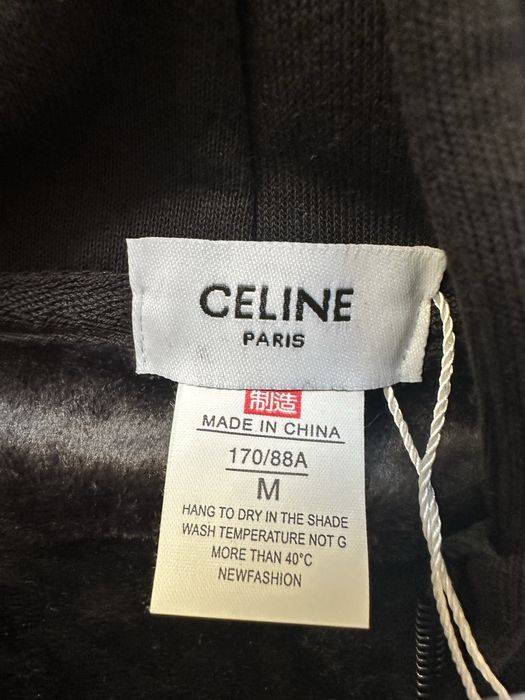 CELINE
PARIS
制造
MADE IN CHINA
170/88A
M
HANG TO DRY IN THE SHADE
WASH TEMPERATURE NOT G
MORE THAN 40°C
NEWFASHION